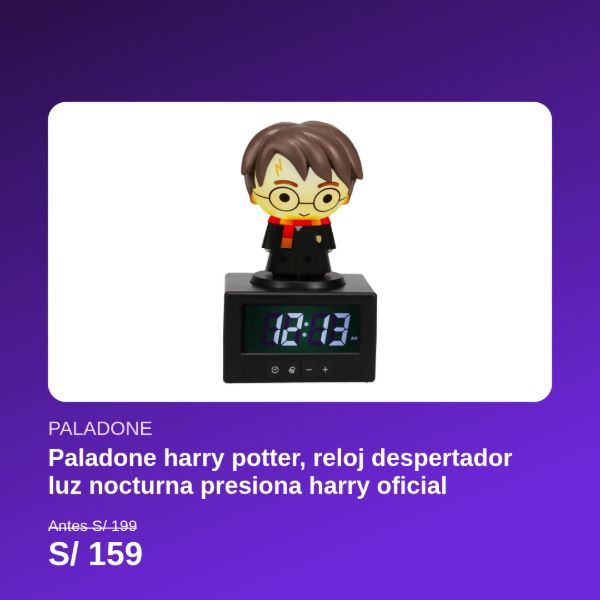 12:13
AM
PALADONE
Paladone harry potter, reloj despertador
luz nocturna presiona harry oficial
Antes S/ 199
S/ 159